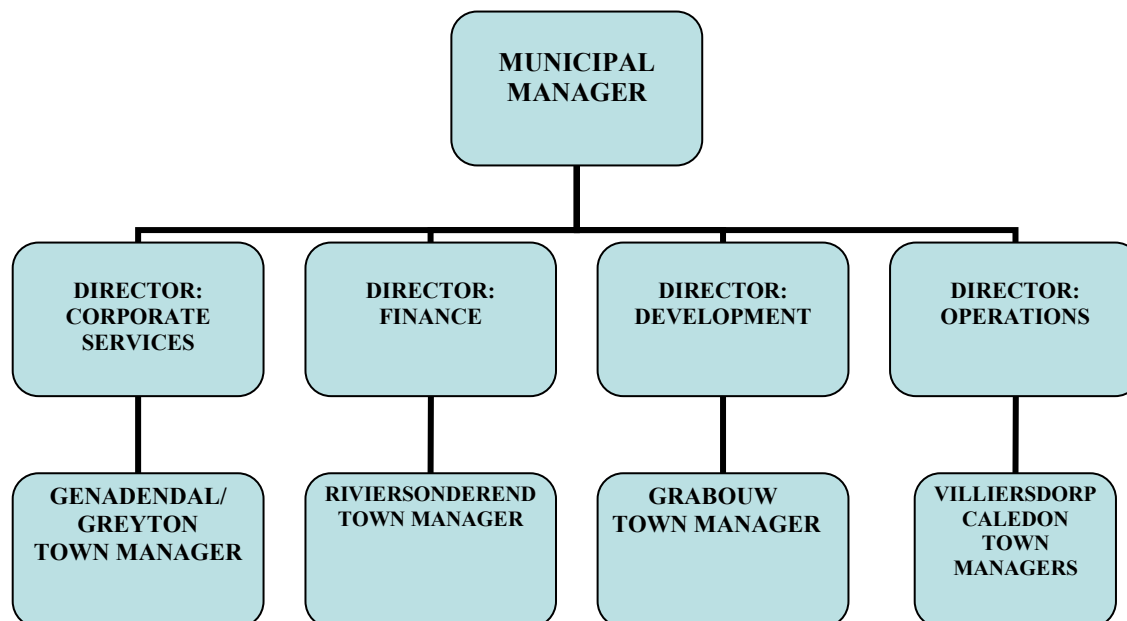 MUNICIPAL
MANAGER
DIRECTOR:
CORPORATE
SERVICES
DIRECTOR:
FINANCE
DIRECTOR:
DEVELOPMENT
DIRECTOR:
OPERATIONS
GENADENDAL/
GREYTON
TOWN MANAGER
RIVIERSONDEREND
TOWN MANAGER
GRABOUW
TOWN MANAGER
VILLIERSDORP
CALEDON
TOWN
MANAGERS